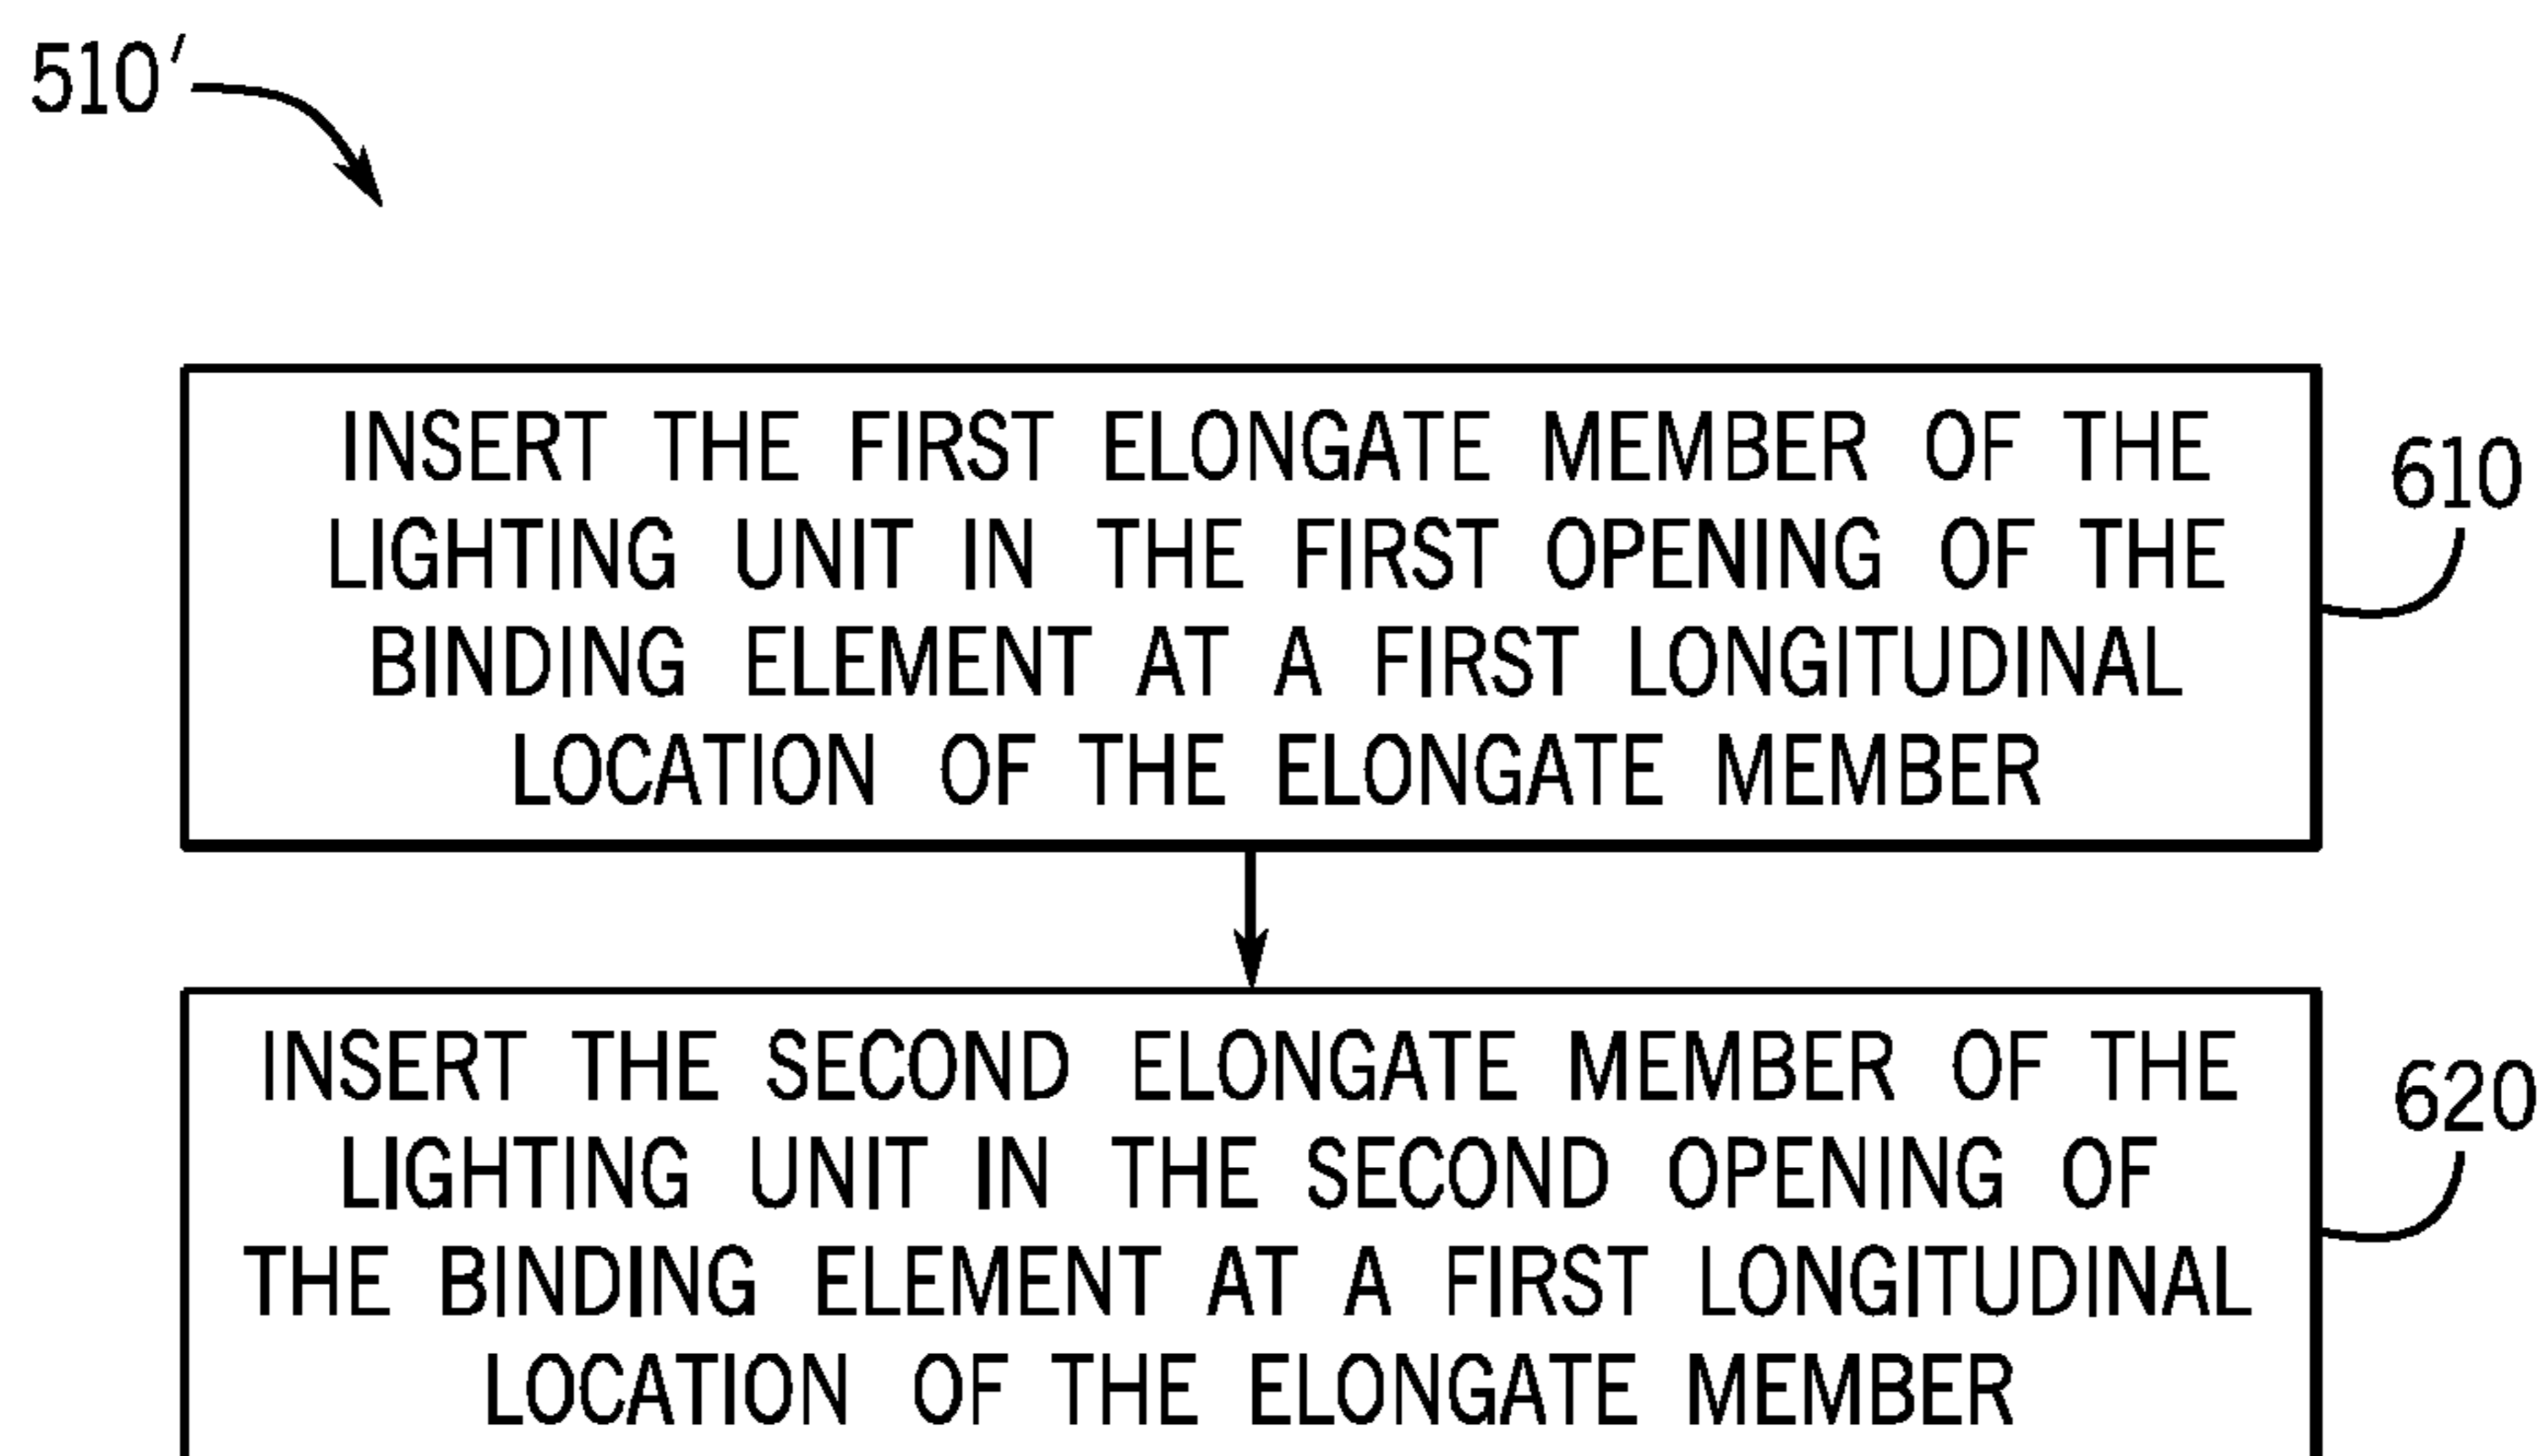 510'
INSERT THE FIRST ELONGATE MEMBER OF THE
LIGHTING UNIT IN THE FIRST OPENING OF THE
BINDING ELEMENT AT A FIRST LONGITUDINAL
LOCATION OF THE ELONGATE MEMBER
610
INSERT THE SECOND ELONGATE MEMBER OF THE
LIGHTING UNIT IN THE SECOND OPENING OF
THE BINDING ELEMENT AT A FIRST LONGITUDINAL
LOCATION OF THE ELONGATE MEMBER
620